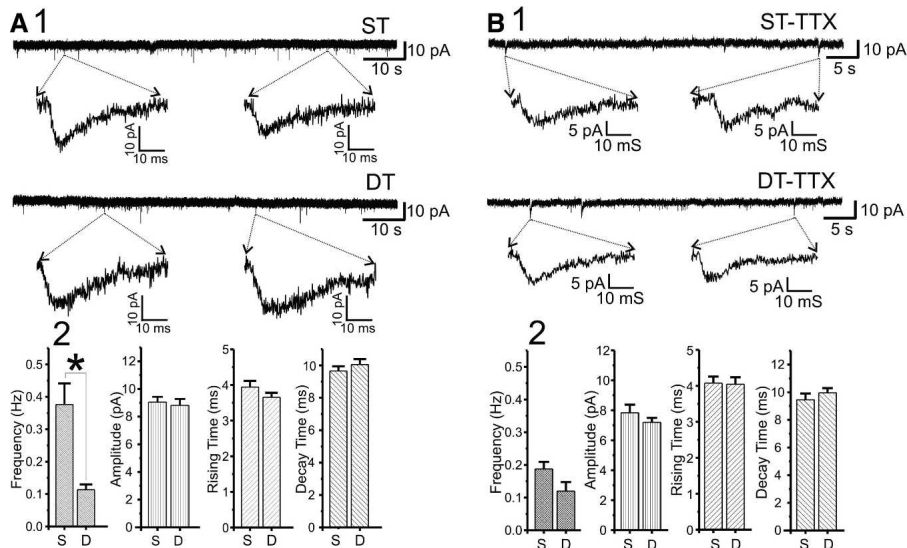 A 1
ST
10 pA
10 s
10 pA
10 ms
10 pA
10 ms
DT
10 pA
10 s
10 pA
10 ms
10 pA
10 ms
2
*
Frequency (Hz)
0.5
0.4
0.3
0.2
0.1
0.0
S D
Amplitude (pA)
12
10
8
6
4
2
0
S D
Rising Time (ms)
5
4
3
2
1
0
S D
Decay Time (ms)
10
8
6
4
2
0
S D
B 1
ST-TTX
10 pA
5 s
5 pA
10 mS
5 pA
10 mS
DT-TTX
10 pA
5 s
5 pA
10 mS
5 pA
10 mS
2
Frequency (Hz)
0.5
0.4
0.3
0.2
0.1
0.0
S D
Amplitude (pA)
12
10
8
6
4
2
0
S D
Rising Time (ms)
5
4
3
2
1
0
S D
Decay Time (ms)
12
10
8
6
4
2
0
S D